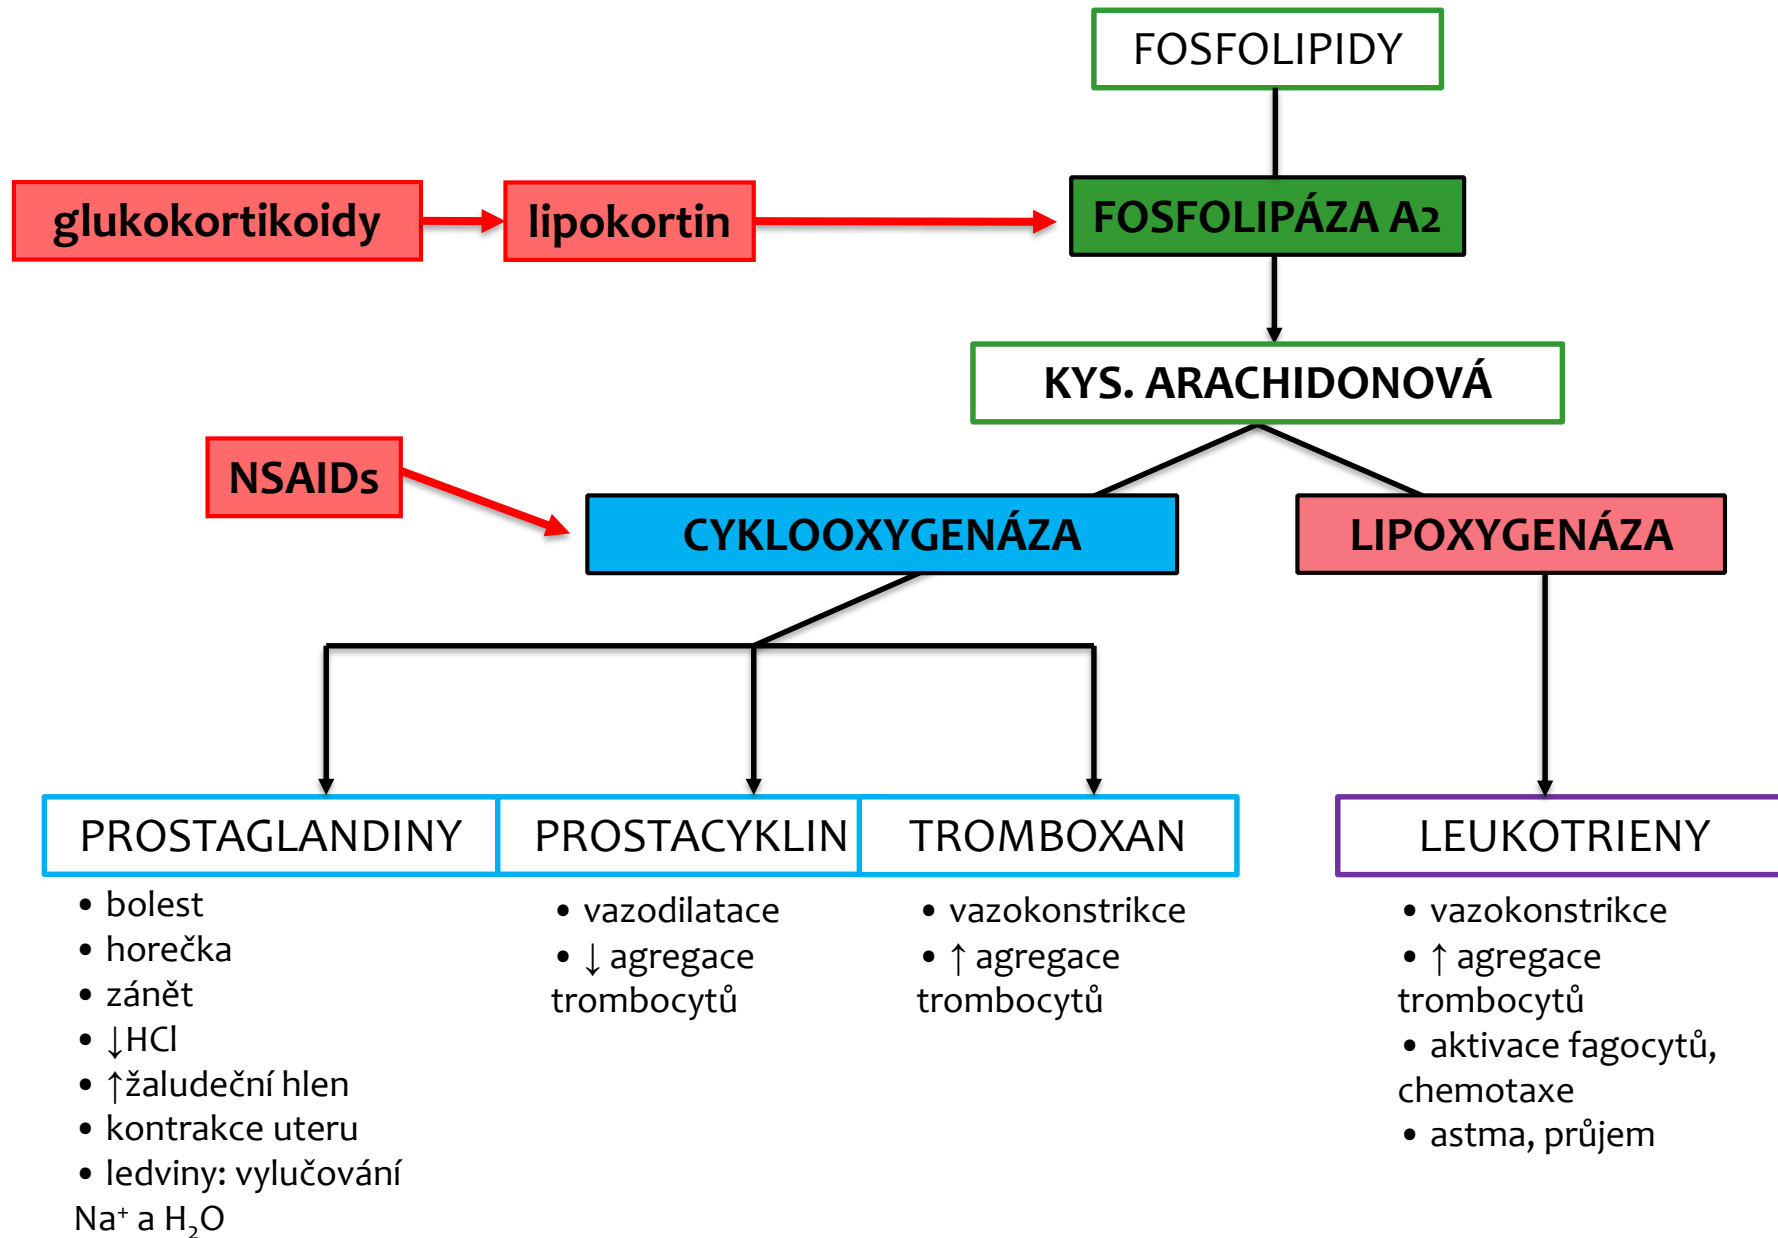 FOSFOLIPIDY
glukokortikoidy
lipokortin
FOSFOLIPÁZA A2
KYS. ARACHIDONOVÁ
NSAIDs
CYKLOOXYGENÁZA
LIPOXYGENÁZA
PROSTAGLANDINY
• bolest
• horečka
• zánět
• ↓HCl
• ↑žaludeční hlen
• kontrakce uteru
• ledviny: vylučování
Na⁺ a H₂O
PROSTACYKLIN
• vazodilatace
• ↓ agregace
trombocytů
TROMBOXAN
• vazokonstrikce
• ↑ agregace
trombocytů
LEUKOTRIENY
• vazokonstrikce
• ↑ agregace
trombocytů
• aktivace fagocytů,
chemotaxe
• astma, průjem